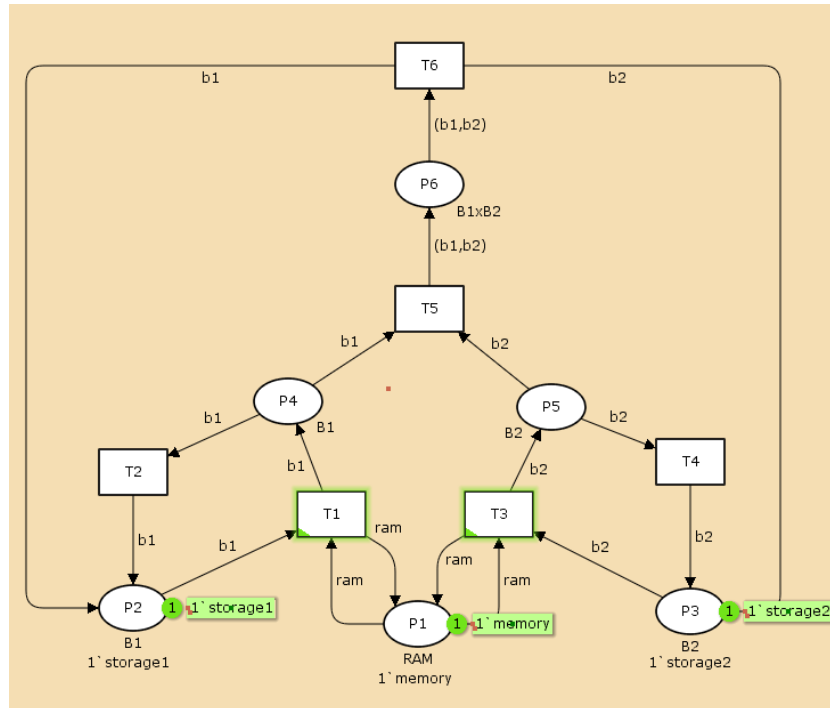 T6
b1
b2
(b1,b2)
P6
B1xB2
(b1,b2)
T5
b1
b2
P4
P5
B1
B2
b1
b2
T2
T4
b1
b2
T1
T3
ram
b1
b1
ram
b2
b2
ram
ram
P2
1
1`storage1
P1
1
1`memory
P3
1
1`storage2
B1
1`storage1
RAM
1`memory
B2
1`storage2